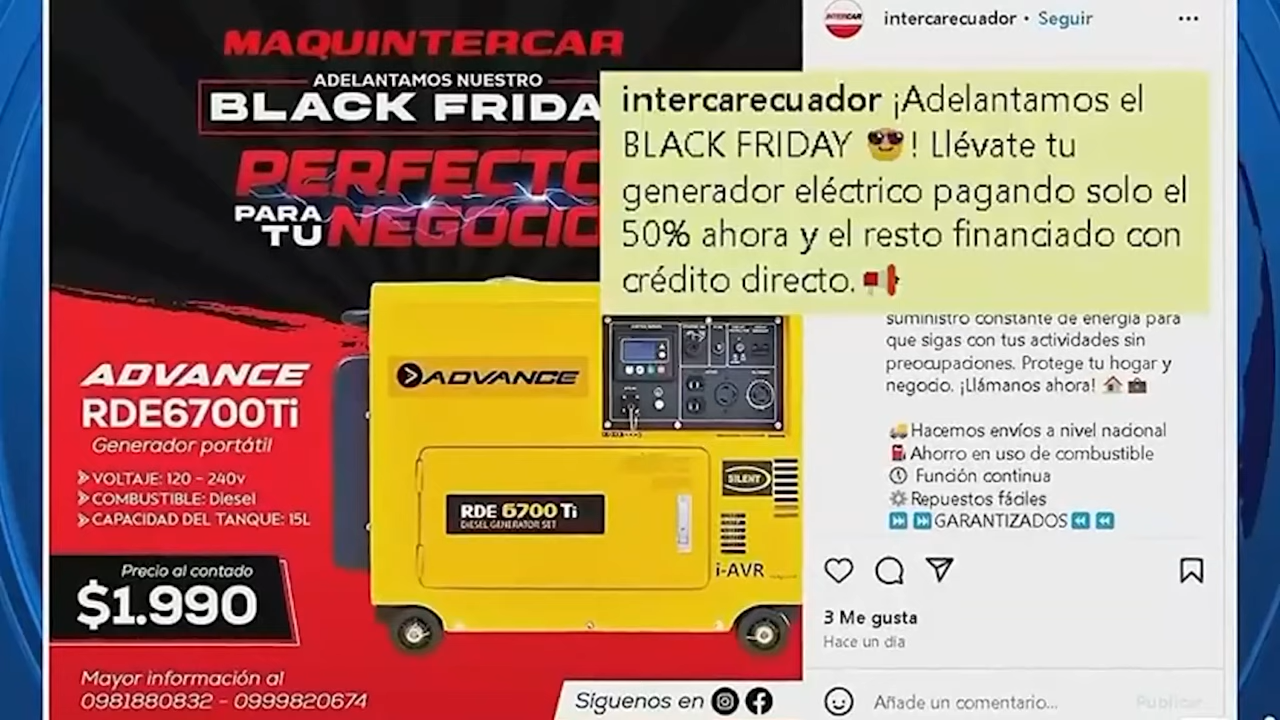 MAQUINTERCAR
ADELANTAMOS NUESTRO
BLACK FRIDA
PERFECTO
PARA TU NEGOCIO
ADVANCE
RDE6700Ti
Generador portátil
VOLTAJE: 120 - 240v
COMBUSTIBLE: Diesel
CAPACIDAD DEL TANQUE: 15L
Precio al contado
$1.990
Mayor información al
0981880832 - 0999820674
ADVANCE
RDE 6700 Ti
DIESEL GENERATOR SET
SILENT
i-AVR
Síguenos en
INTERCAR
intercarecuador • Seguir
intercarecuador ¡Adelantamos el
BLACK FRIDAY 😎! Llévate tu
generador eléctrico pagando solo el
50% ahora y el resto financiado con
crédito directo.
suministro constante de energía para
que sigas con tus actividades sin
preocupaciones. Protege tu hogar y
negocio. ¡Llámanos ahora! 🏠💼
🚚Hacemos envíos a nivel nacional
⛽Ahorro en uso de combustible
🕔 Función continua
⚙Repuestos fáciles
⏩⏩GARANTIZADOS⏪⏪
3 Me gusta
Hace un día
Añade un comentario...
Publicar